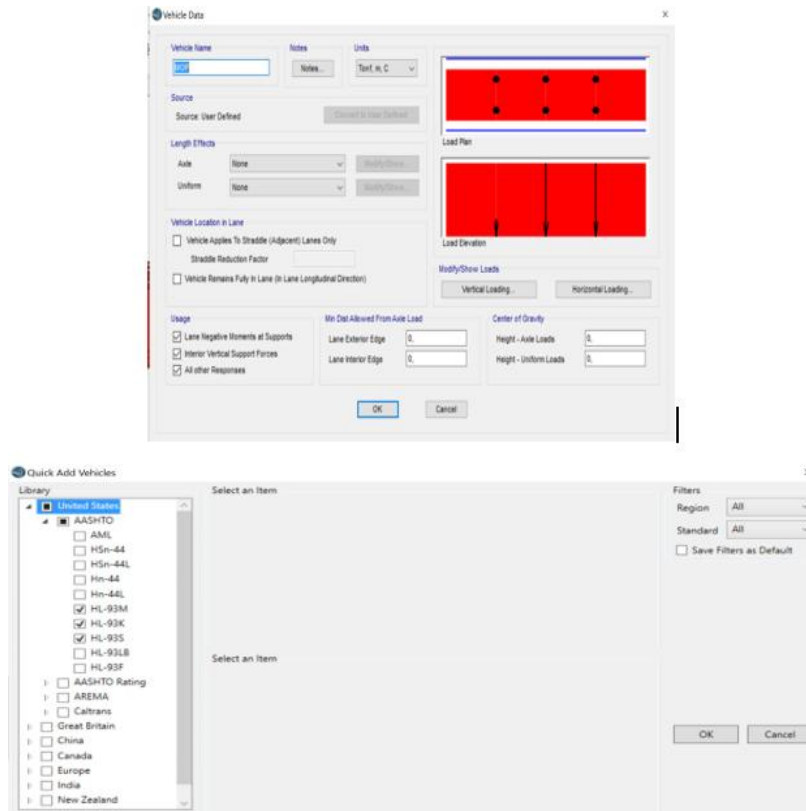 Vehicle Data
X
Vehicle Name
Notes
Units
Notes...
Tonf, m, C
Source
Source: User Defined
Convert to User Defined
Length Effects
Axle
None
Modify/Show...
Uniform
None
Modify/Show...
Load Plan
Load Elevation
Vehicle Location in Lane
Vehicle Apples To Straddle (Adjacent) Lanes Only
Straddle Reduction Factor
Vehicle Remains Fully In Lane (In Lane Longitudinal Direction)
Modify/Show Loads
Vertical Loading...
Horizontal Loading...
Usage
Min Dist Allowed From Axle Load
Center of Gravity
Lane Negative Moments at Supports
Lane Exterior Edge
0,
Height - Axle Loads
0,
Interior Vertical Support Forces
Lane Interior Edge
0,
Height - Uniform Loads
0,
All other Responses
OK
Cancel
Quick Add Vehicles
Library
Select an Item
Filters
United States
Region
All
AASHTO
Standard
All
AML
Save Filters as Default
HSn-44
HSn-44L
Hn-44
Hn-44L
HL-93M
HL-93K
HL-93S
HL-93LB
Select an Item
HL-93F
AASHTO Rating
AREMA
Caltrans
Great Britain
China
OK
Cancel
Canada
Europe
India
New Zealand